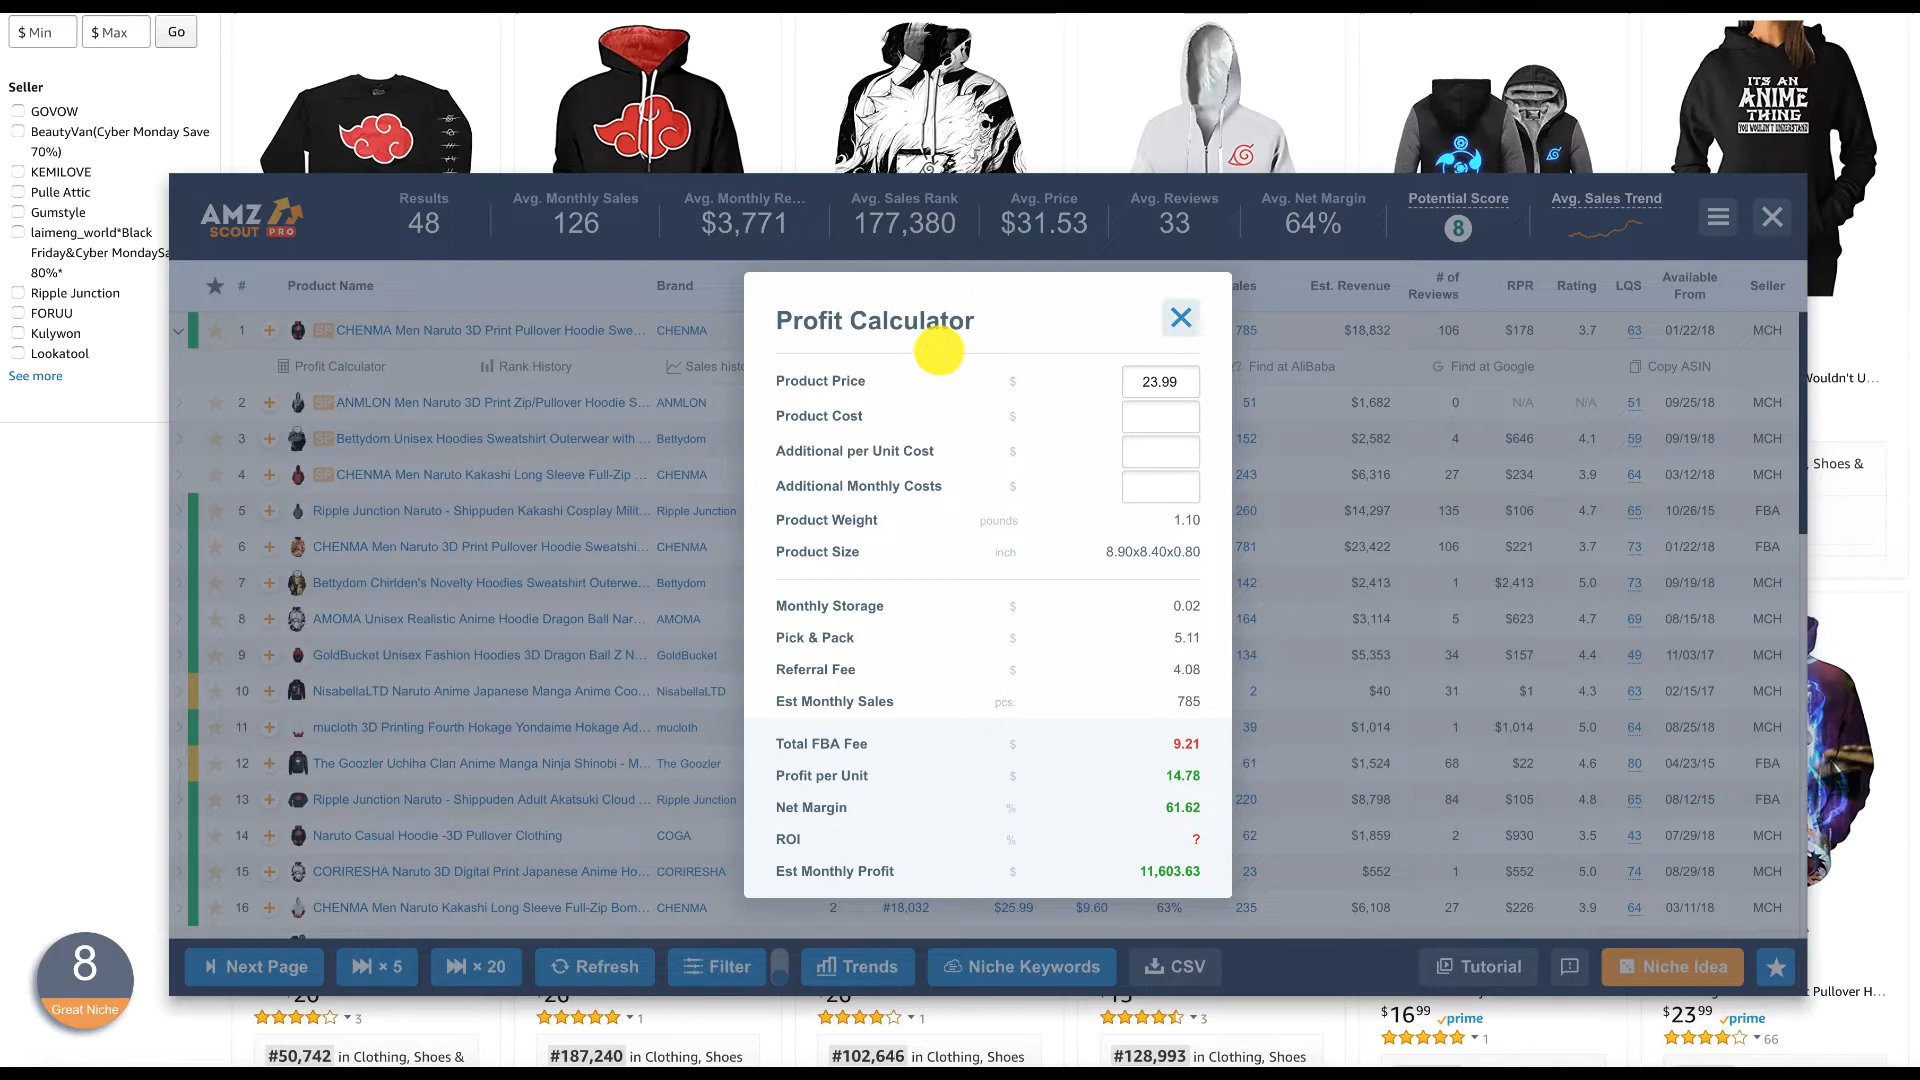 $ Min $ Max Go
Seller
GOVOW
BeautyVan(Cyber Monday Save
70%)
KEMILOVE
Pulle Attic
Gumstyle
laimeng_world*Black
Friday&Cyber MondaySa
80%*
Ripple Junction
FORUU
Kulywon
Lookatool
See more
ITS AN
ANIME
THING
YOU WOULDN'T UNDERSTAND
AMZ
SCOUT PRO
Results Avg. Monthly Sales Avg. Monthly Re... Avg. Sales Rank Avg. Price Avg. Reviews Avg. Net Margin Potential Score Avg. Sales Trend
48 126 $3,771 177,380 $31.53 33 64% 8
# Product Name Brand ales Est. Revenue # of Reviews RPR Rating LQS Available From Seller
1 SP CHENMA Men Naruto 3D Print Pullover Hoodie Swe... CHENMA 785 $18,832 106 $178 3.7 63 01/22/18 MCH
Profit Calculator Rank History Sales histo Find at AliBaba Find at Google Copy ASIN
2 SP ANMLON Men Naruto 3D Print Zip/Pullover Hoodie S... ANMLON 51 $1,682 0 N/A N/A 51 09/25/18 MCH
3 SP Bettydom Unisex Hoodies Sweatshirt Outerwear with ... Bettydom 152 $2,582 4 $646 4.1 59 09/19/18 MCH
4 SP CHENMA Men Naruto Kakashi Long Sleeve Full-Zip ... CHENMA 243 $6,316 27 $234 3.9 64 03/12/18 MCH
5 Ripple Junction Naruto - Shippuden Kakashi Cosplay Milit... Ripple Junction 260 $14,297 135 $106 4.7 65 10/26/15 FBA
6 CHENMA Men Naruto 3D Print Pullover Hoodie Sweatshi... CHENMA 781 $23,422 106 $221 3.7 73 01/22/18 FBA
7 Bettydom Chirlden's Novelty Hoodies Sweatshirt Outerwe... Bettydom 142 $2,413 1 $2,413 5.0 73 09/19/18 MCH
8 AMOMA Unisex Realistic Anime Hoodie Dragon Ball Nar... AMOMA 164 $3,114 5 $623 4.7 69 08/15/18 MCH
9 GoldBucket Unisex Fashion Hoodies 3D Dragon Ball Z N... GoldBucket 134 $5,353 34 $157 4.4 49 11/03/17 MCH
10 NisabellaLTD Naruto Anime Japanese Manga Anime Coo... NisabellaLTD 2 $40 31 $1 4.3 63 02/15/17 MCH
11 mucloth 3D Printing Fourth Hokage Yondaime Hokage Ad... mucloth 39 $1,014 1 $1,014 5.0 64 08/25/18 MCH
12 The Goozler Uchiha Clan Anime Manga Ninja Shinobi - M... The Goozler 61 $1,524 68 $22 4.6 80 04/23/15 FBA
13 Ripple Junction Naruto - Shippuden Adult Akatsuki Cloud ... Ripple Junction 220 $8,798 84 $105 4.8 65 08/12/15 FBA
14 Naruto Casual Hoodie -3D Pullover Clothing COGA 62 $1,859 2 $930 3.5 43 07/29/18 MCH
15 CORIRESHA Naruto 3D Digital Print Japanese Anime Ho... CORIRESHA 23 $552 1 $552 5.0 74 08/29/18 MCH
16 CHENMA Men Naruto Kakashi Long Sleeve Full-Zip Bom... CHENMA 2 #18,032 $25.99 $9.60 63% 235 $6,108 27 $226 3.9 64 03/11/18 MCH
Profit Calculator
Product Price $ 23.99
Product Cost $
Additional per Unit Cost $
Additional Monthly Costs $
Product Weight pounds 1.10
Product Size inch 8.90x8.40x0.80
Monthly Storage $ 0.02
Pick & Pack $ 5.11
Referral Fee $ 4.08
Est Monthly Sales pcs. 785
Total FBA Fee $ 9.21
Profit per Unit $ 14.78
Net Margin % 61.62
ROI % ?
Est Monthly Profit $ 11,603.63
Wouldn't U...
, Shoes &
Next Page × 5 × 20 Refresh Filter Trends Niche Keywords CSV Tutorial Niche Idea
8
Great Niche
t Pullover H...
$16 99 prime
$23 99 prime
3 1 1 3 1 66
#50,742 in Clothing, Shoes &
#187,240 in Clothing, Shoes
#102,646 in Clothing, Shoes
#128,993 in Clothing, Shoes